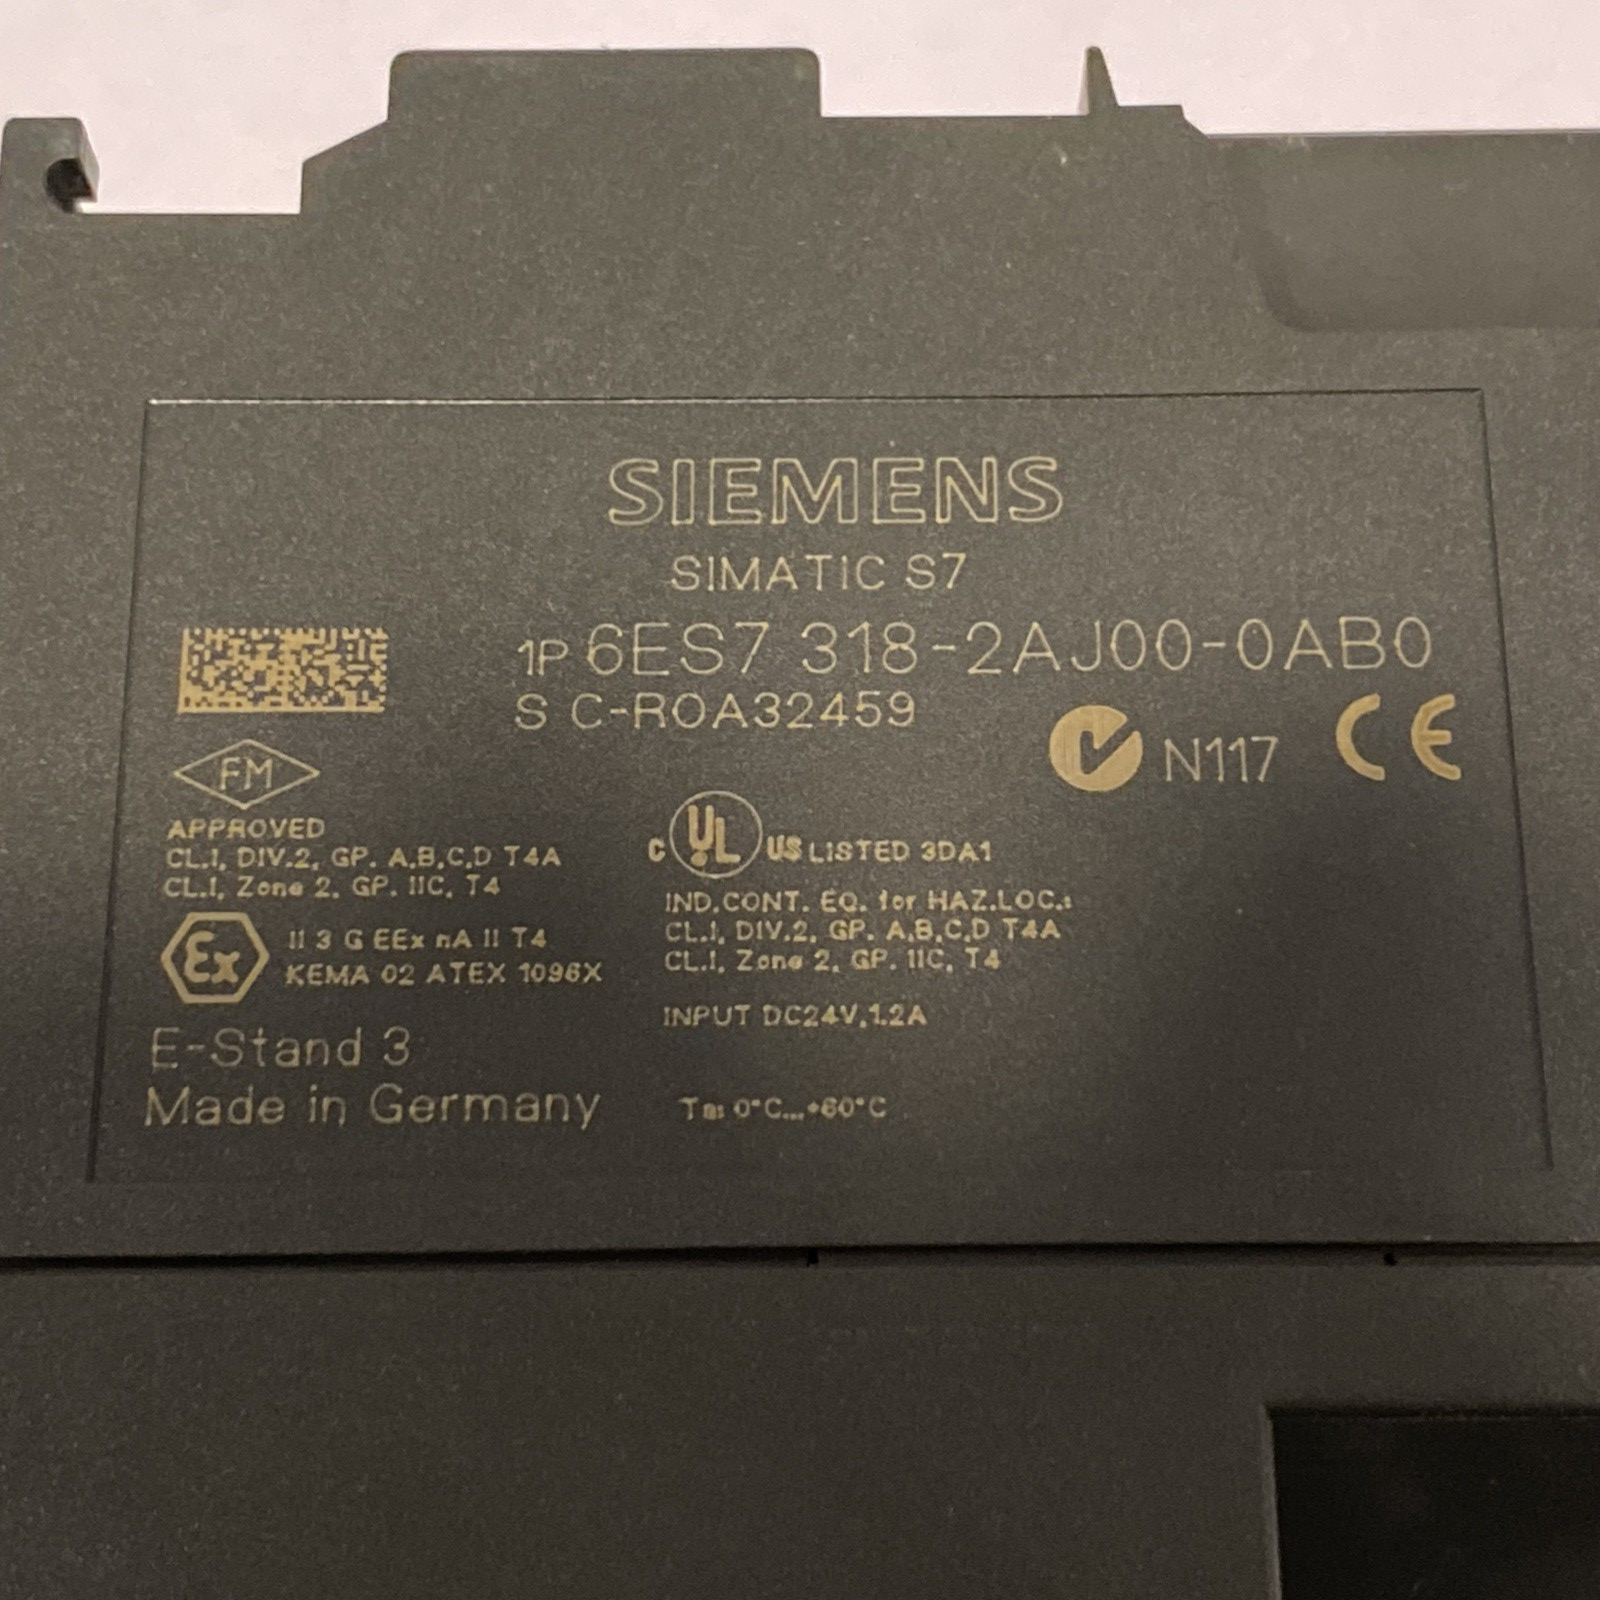 SIEMENS
SIMATIC S7
1P 6ES7 318-2AJ00-0AB0
S C-R0A32459
N117 CE
FM
APPROVED
CL.I, DIV.2, GP. A,B,C,D T4A
CL.I, Zone 2, GP. IIC, T4
Ex II 3 G EEx nA II T4
KEMA 02 ATEX 1096X
E-Stand 3
Made in Germany
C UL US LISTED 3DA1
IND.CONT. EQ. for HAZ.LOC.:
CL.I, DIV.2, GP. A,B,C,D T4A
CL.I, Zone 2, GP. IIC, T4
INPUT DC24V,1.2A
Ta: 0°C...+60°C